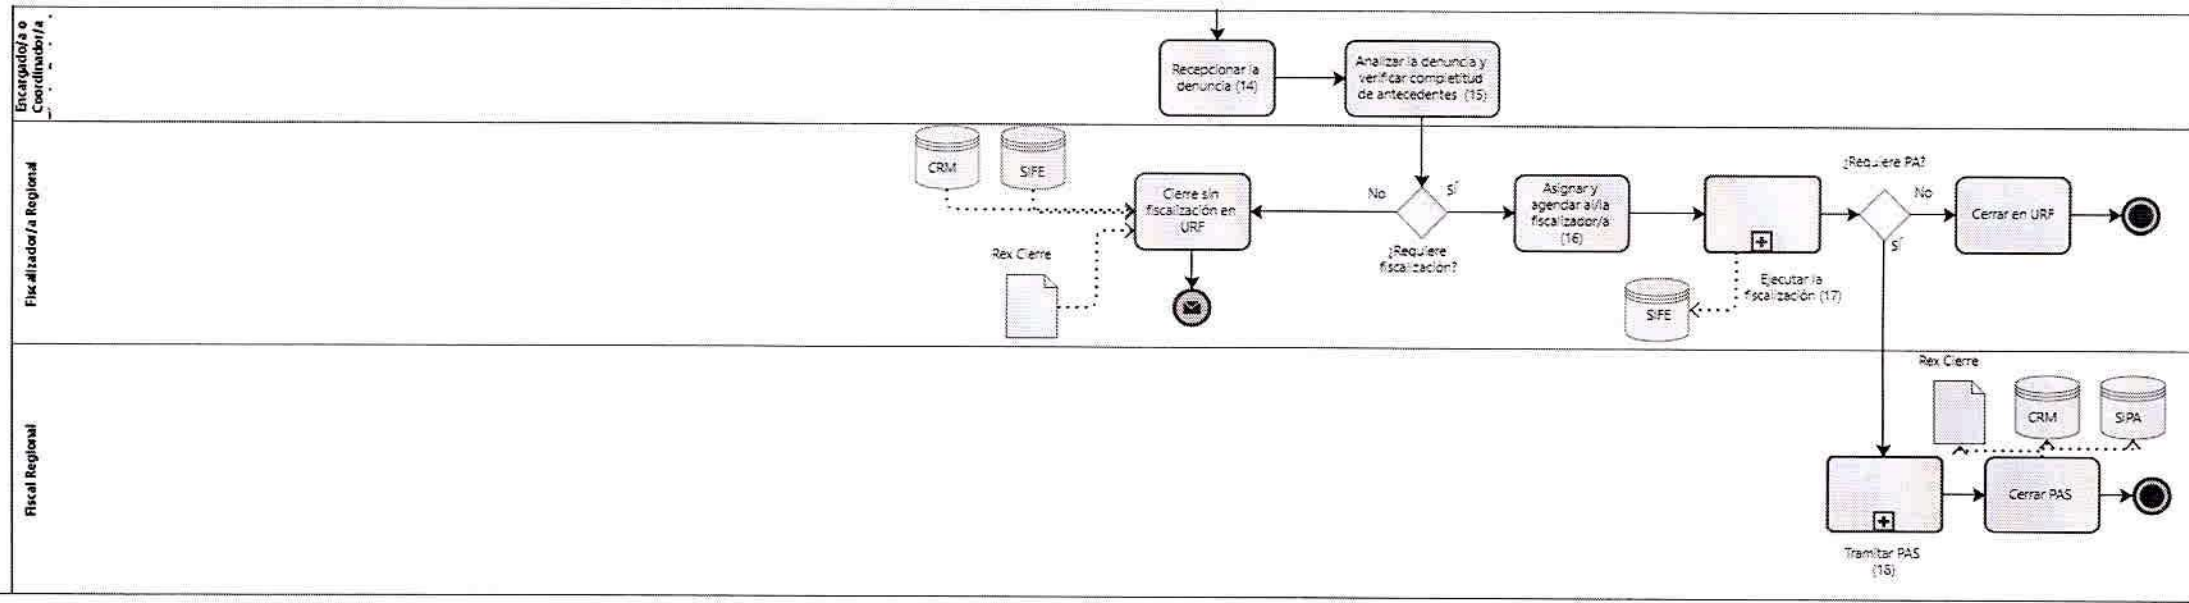 Encargado/a o
Coordinador/a
Recepcionar la
denuncia (14)
Analizar la denuncia y
verificar completitud
de antecedentes (15)
Fiscalizador/a Regional
CRM
SIFE
Cierre sin
fiscalización en
URF
Rex Cierre
No
SÍ
¿Requiere
fiscalización?
Asignar y
agendar al/la
fiscalizador/a
(16)
SIFE
Ejecutar la
fiscalización (17)
¿Requiere PA?
No
SÍ
Cerrar en URF
Fiscal Regional
Rex Cierre
CRM
SIPA
Tramitar PAS
(18)
Cerrar PAS